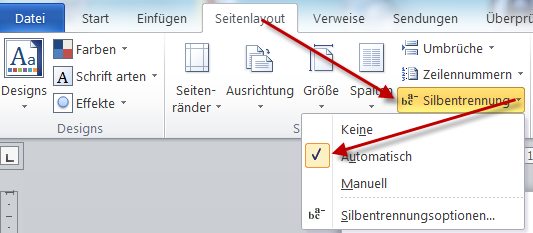 Datei Start Einfügen Seitenlayout Verweise Sendungen Überprü
Designs
Farben
Schrift arten
Effekte
Designs
Seiten-
ränder
Ausrichtung
Größe
Umbrüche
Zeilennummern
Silbentrennung
Keine
Automatisch
Manuell
Silbentrennungsoptionen...